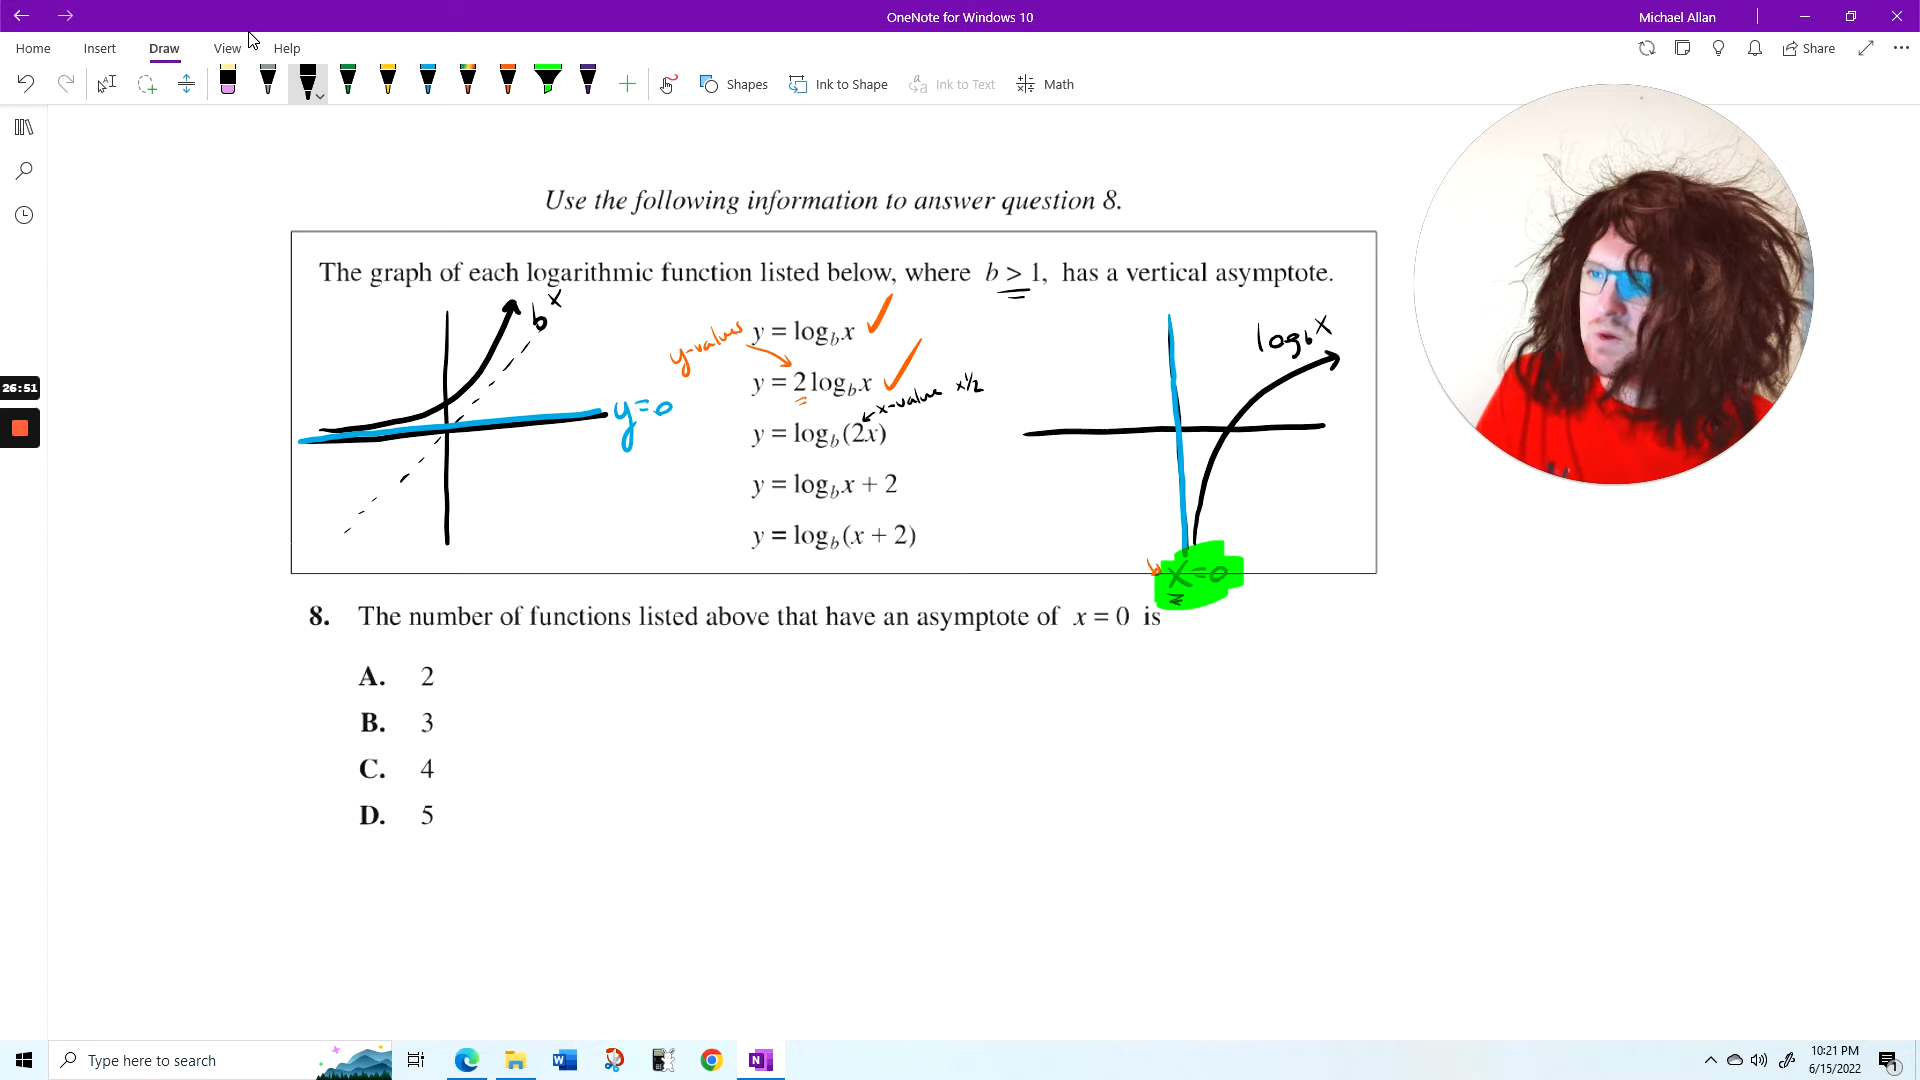 OneNote for Windows 10
Michael Allan
Home Insert Draw View Help
Share
Shapes Ink to Shape Ink to Text Math
26:51
Use the following information to answer question 8.
The graph of each logarithmic function listed below, where b > 1, has a vertical asymptote.
b^x
y-values
y = log_b x
log_b x
y = 2 log_b x
x-value x1/2
y=0
y = log_b (2x)
y = log_b x + 2
y = log_b (x + 2)
x=0
8. The number of functions listed above that have an asymptote of x = 0 is
A. 2
B. 3
C. 4
D. 5
Type here to search
10:21 PM
6/15/2022
1